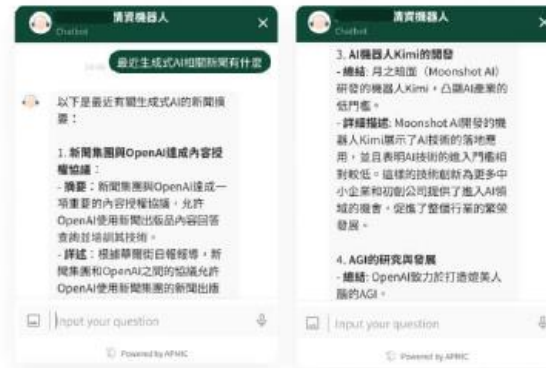 情資機器人
Chatbot
最近生成式AI相關新聞有什麼
以下是最近有關生成式AI的新聞摘
要：
1. 新聞集團與OpenAI達成內容授
權協議：
- 摘要：新聞集團與OpenAI達成一
項重要的內容授權協議，允許
OpenAI使用新聞出版品內容回答
查詢並培訓其技術。
- 詳述：根據華爾街日報報導，新
聞集團和OpenAI之間的協議允許
OpenAI使用新聞集團的新聞出版
Input your question
Powered by APMIC
情資機器人
Chatbot
3. AI機器人Kimi的開發
- 總結: 月之暗面（Moonshot AI）
研發的機器人Kimi，凸顯AI產業的
低門檻。
- 詳細描述: Moonshot AI開發的機
器人Kimi展示了AI技術的落地應
用，並且表明AI技術的進入門檻相
對較低。這樣的技術創新為更多中
小企業和初創公司提供了進入AI領
域的機會，促進了整個行業的繁榮
發展。
4. AGI的研究與發展
- 總結: OpenAI致力於打造媲美人
腦的AGI。
Input your question
Powered by APMIC